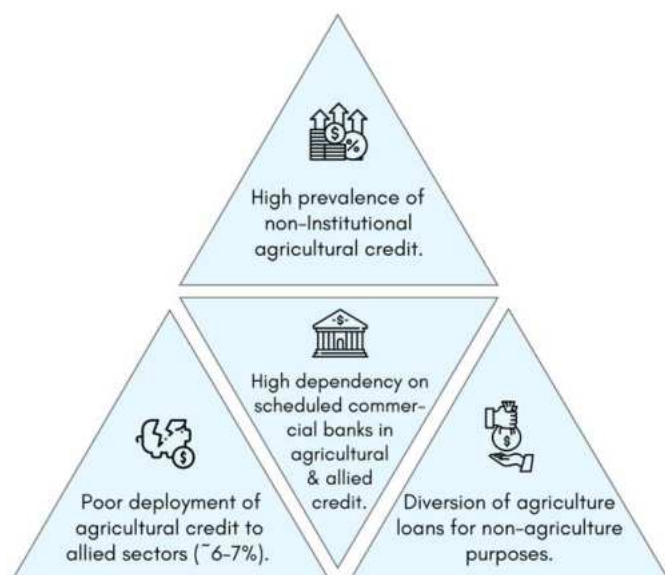 High prevalence of
non-Institutional
agricultural credit.
High dependency on
scheduled commer-
cial banks in
agricultural
& allied
credit.
Poor deployment of
agricultural credit to
allied sectors (~6-7%).
Diversion of agriculture
loans for non-agriculture
purposes.